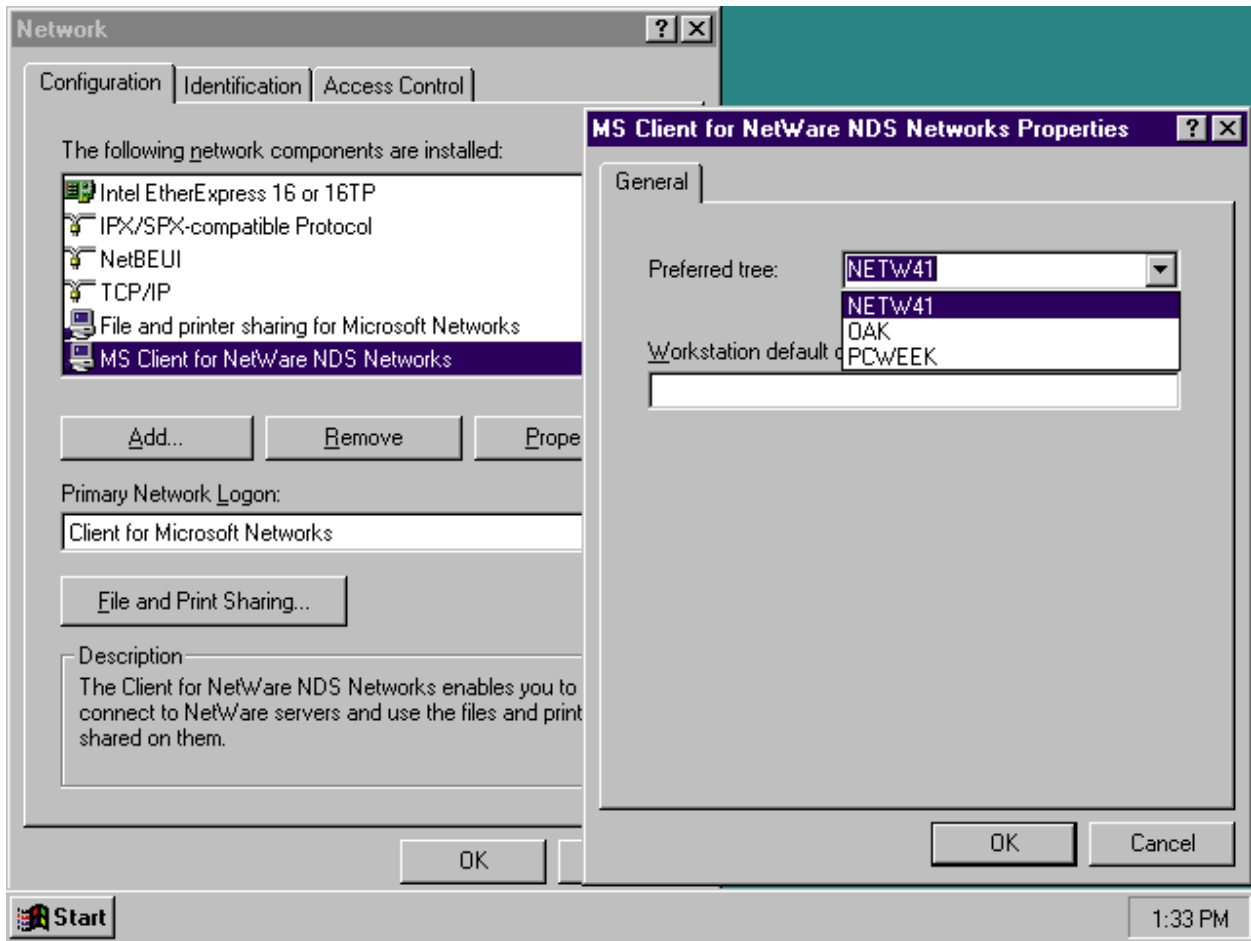 Network
Configuration Identification Access Control
The following network components are installed:
Intel EtherExpress 16 or 16TP
IPX/SPX-compatible Protocol
NetBEUI
TCP/IP
File and printer sharing for Microsoft Networks
MS Client for NetWare NDS Networks
Add... Remove Prope
Primary Network Logon:
Client for Microsoft Networks
File and Print Sharing...
Description
The Client for NetWare NDS Networks enables you to
connect to NetWare servers and use the files and print
shared on them.
OK
MS Client for NetWare NDS Networks Properties
General
Preferred tree: NETW41
NETW41
OAK
PCWEEK
Workstation default
OK Cancel
Start
1:33 PM